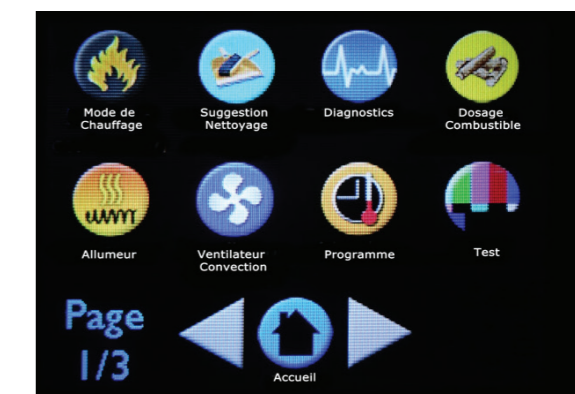 Mode de
Chauffage
Suggestion
Nettoyage
Diagnostics
Dosage
Combustible
Allumeur
Ventilateur
Convection
Programme
Test
Page
1/3
Accueil